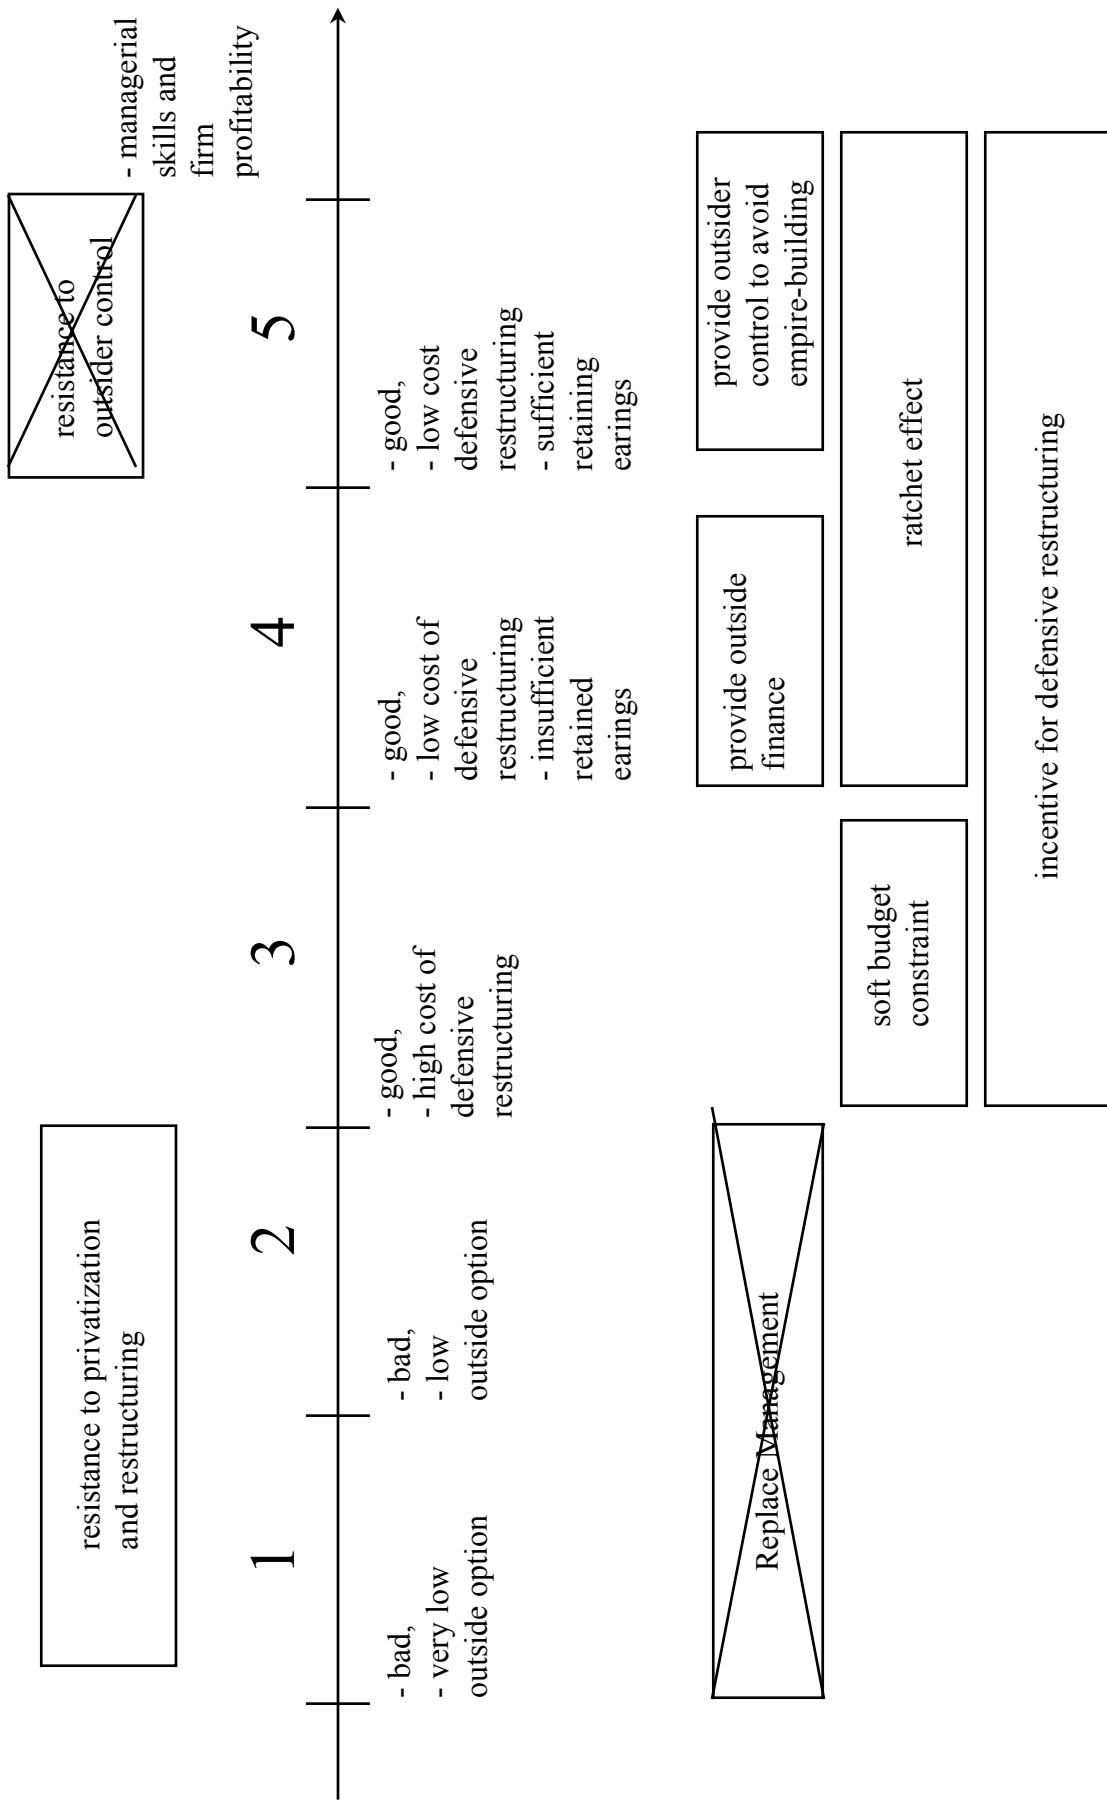 resistance to privatization
and restructuring
resistance to
outsider control
- managerial
skills and
firm
profitability
1
2
3
4
5
- bad,
- very low
outside option
- bad,
- low
outside option
- good,
- high cost of
defensive
restructuring
- good,
- low cost of
defensive
restructuring
- insufficient
retained
earings
- good,
- low cost
defensive
restructuring
- sufficient
retaining
earings
Replace Management
provide outside
finance
provide outsider
control to avoid
empire-building
soft budget
constraint
ratchet effect
incentive for defensive restructuring